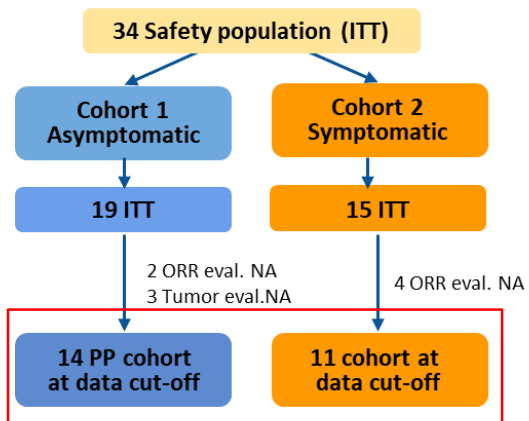 34 Safety population (ITT)
Cohort 1
Asymptomatic
Cohort 2
Symptomatic
19 ITT
15 ITT
2 ORR eval. NA
3 Tumor eval.NA
4 ORR eval. NA
14 PP cohort
at data cut-off
11 cohort at
data cut-off